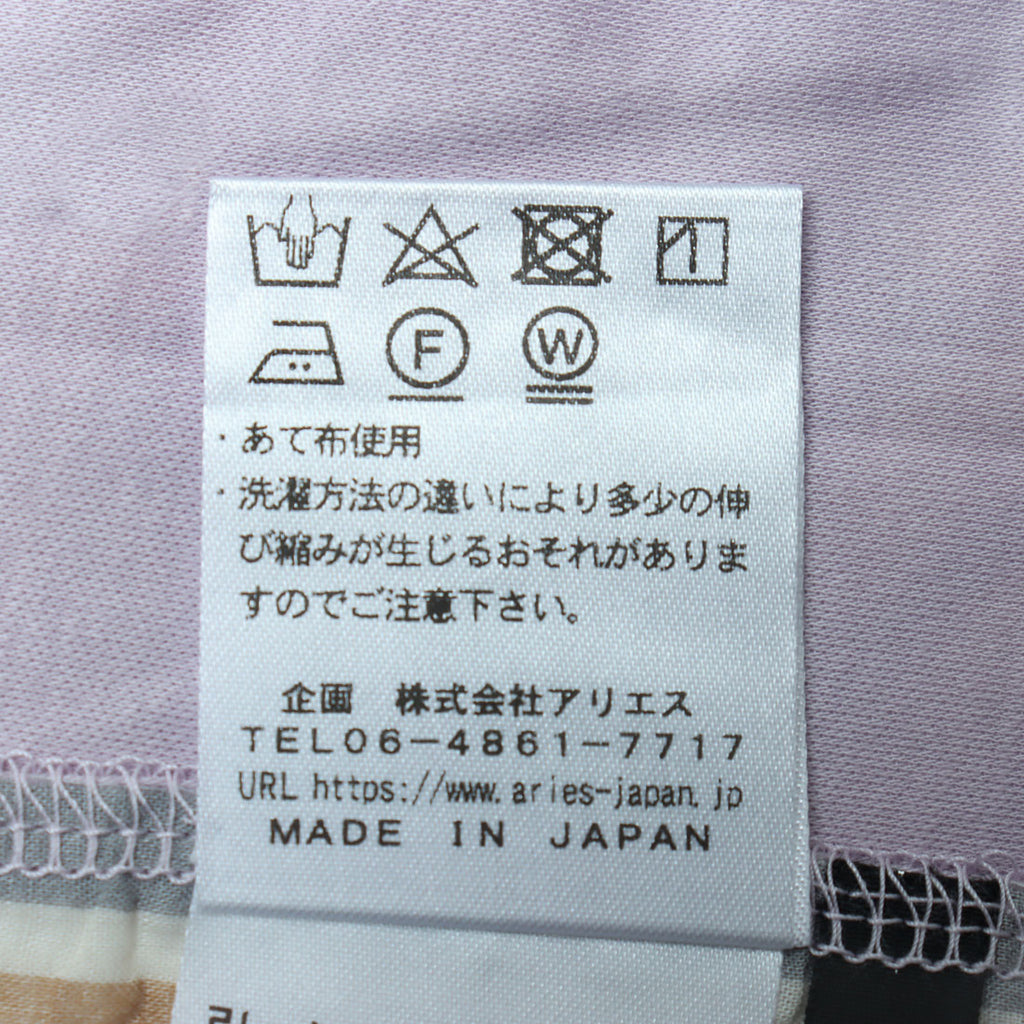 F W
・あて布使用
・洗濯方法の違いにより多少の伸
び縮みが生じるおそれがありま
すのでご注意下さい。
企画 株式会社アリエス
TEL06-4861-7717
URL https://www.aries-japan.jp
MADE IN JAPAN